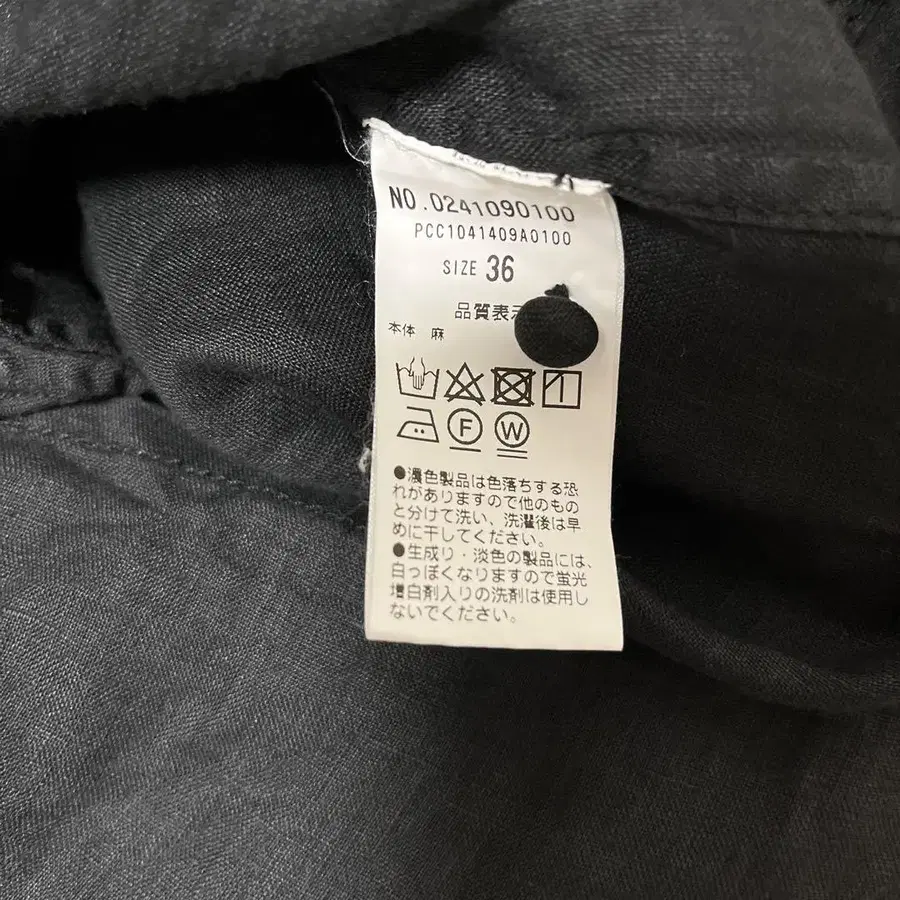 NO.0241090100
PCC1041409A0100
SIZE 36
品質表
本体 麻
F W
●濃色製品は色落ちする恐
れがありますので他のもの
と分けて洗い、洗濯後は早
めに干してください。
●生成り・淡色の製品には、
白っぽくなりますので蛍光
増白剤入りの洗剤は使用し
ないでください。